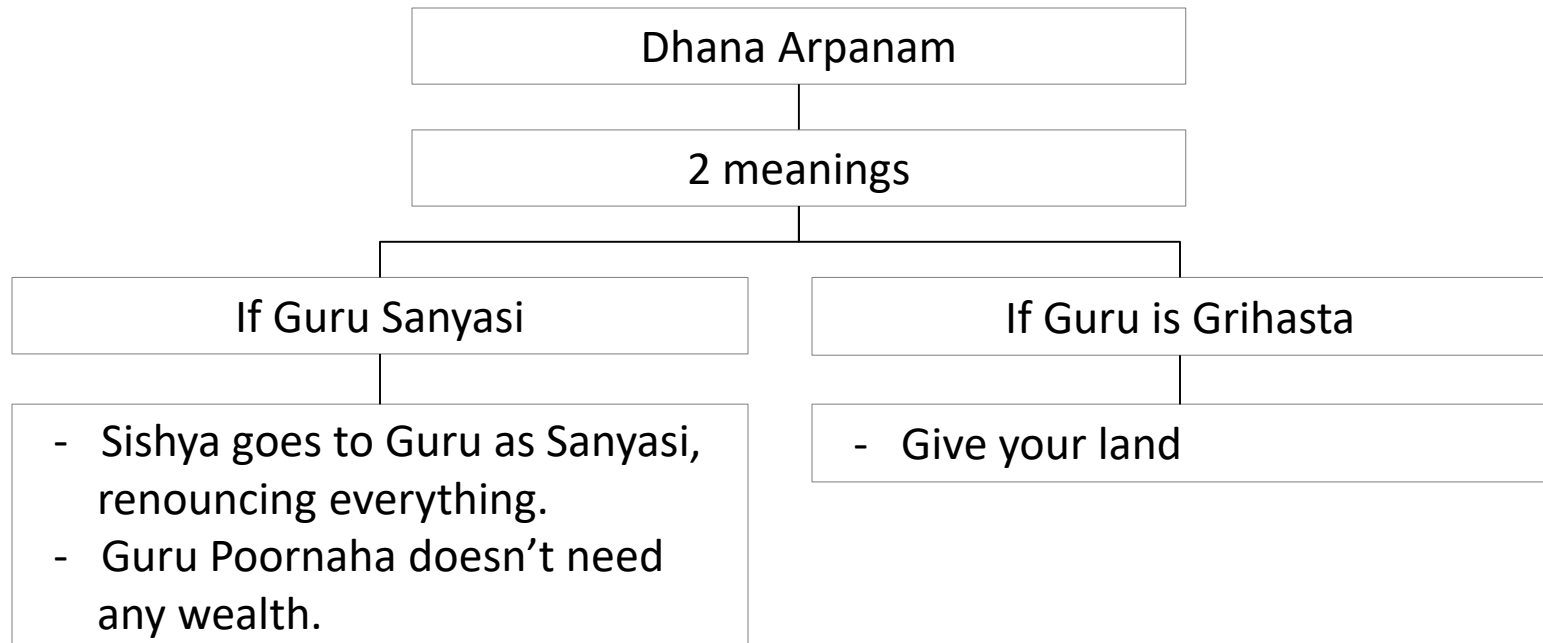 Dhana Arpanam
2 meanings
If Guru Sanyasi
If Guru is Grihasta
- Sishya goes to Guru as Sanyasi,
renouncing everything.
- Guru Poornaha doesn’t need
any wealth.
- Give your land